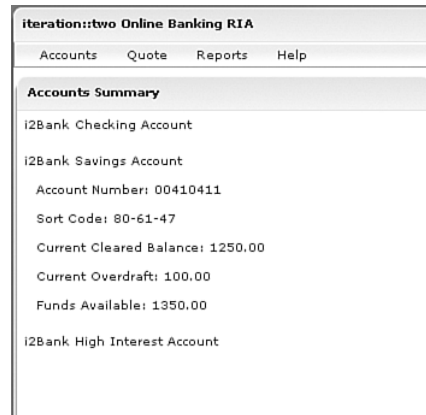 iteration::two Online Banking RIA
Accounts Quote Reports Help
Accounts Summary
i2Bank Checking Account
i2Bank Savings Account
Account Number: 00410411
Sort Code: 80-61-47
Current Cleared Balance: 1250.00
Current Overdraft: 100.00
Funds Available: 1350.00
i2Bank High Interest Account